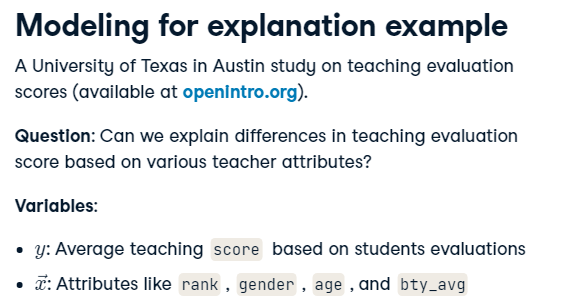 Modeling for explanation example
A University of Texas in Austin study on teaching evaluation
scores (available at openintro.org).
Question: Can we explain differences in teaching evaluation
score based on various teacher attributes?
Variables:
• y: Average teaching score based on students evaluations
• x⃗: Attributes like rank , gender , age , and bty_avg